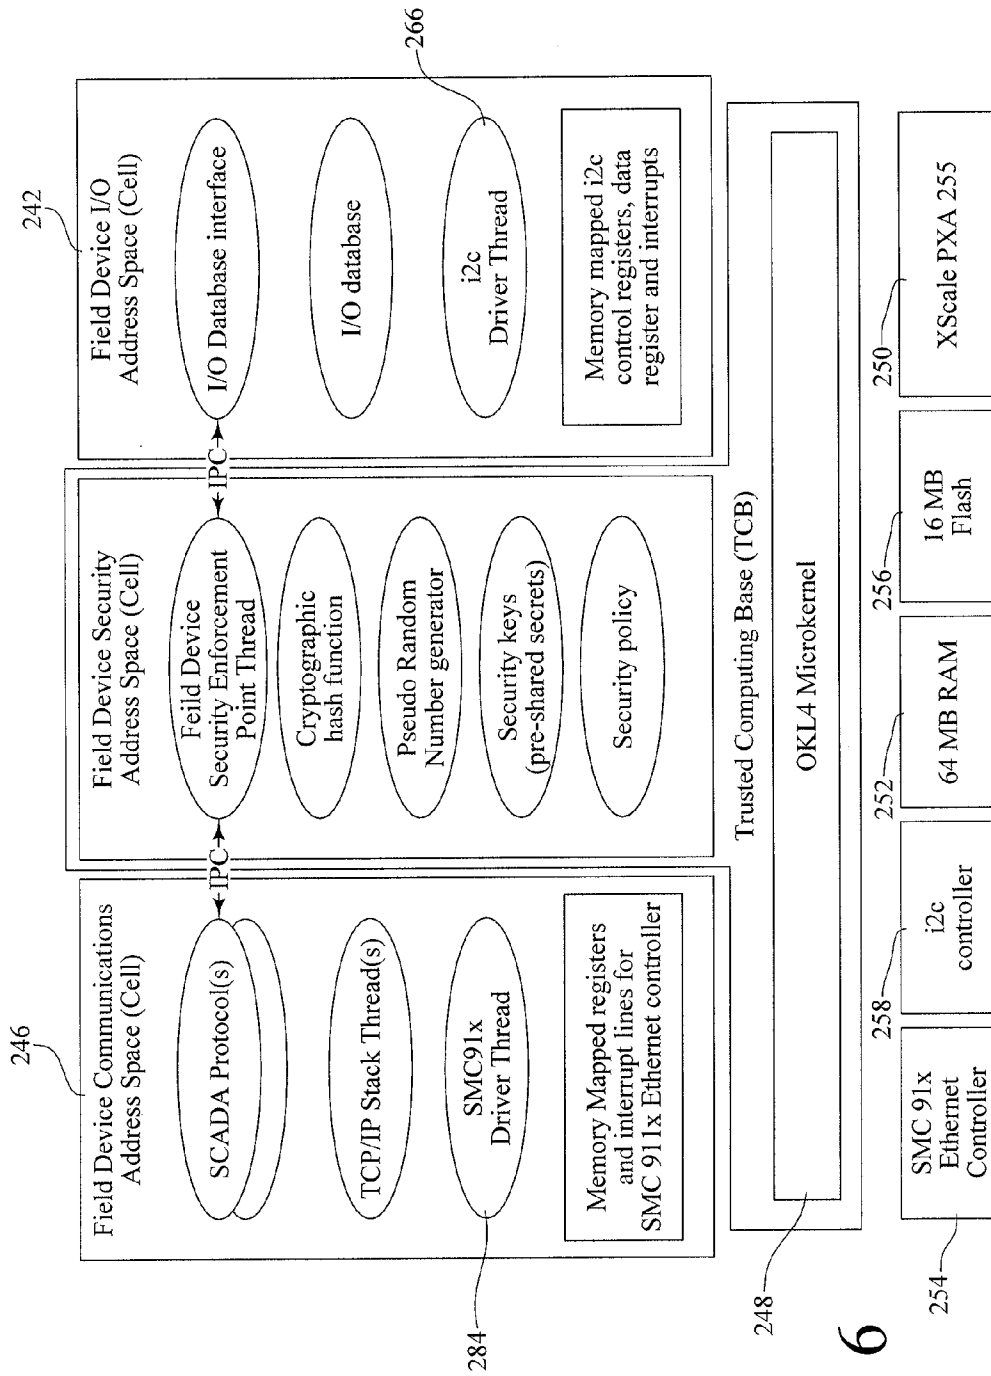 246
Field Device Communications
Address Space (Cell)
SCADA Protocol(s)
TCP/IP Stack Thread(s)
SMC91x
Driver Thread
284
Memory Mapped registers
and interrupt lines for
SMC 911x Ethernet controller
IPC
Field Device Security
Address Space (Cell)
Feild Device
Security Enforcement
Point Thread
Cryptographic
hash function
Pseudo Random
Number generator
Security keys
(pre-shared secrets)
Security policy
IPC
242
Field Device I/O
Address Space (Cell)
I/O Database interface
I/O database
i2c
Driver Thread
266
Memory mapped i2c
control registers, data
register and interrupts
Trusted Computing Base (TCB)
OKL4 Microkernel
248
254
SMC 91x
Ethernet
Controller
258
i2c
controller
252
64 MB RAM
256
16 MB
Flash
250
XScale PXA 255
6